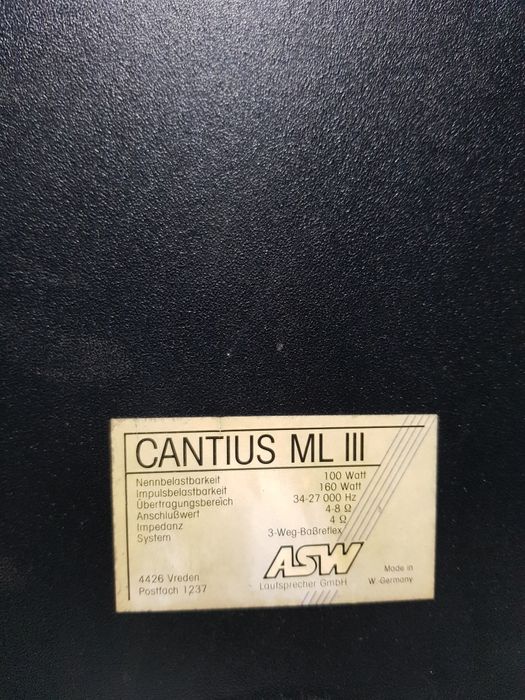 CANTIUS ML III
Nennbelastbarkeit 100 Watt
Impulsbelastbarkeit 160 Watt
Übertragungsbereich 34-27 000 Hz
Anschlußwert 4-8 Ω
Impedanz 4 Ω
System 3-Weg-Baßreflex
ASW
4426 Vreden Lautsprecher GmbH Made in
Postfach 1237 W. Germany